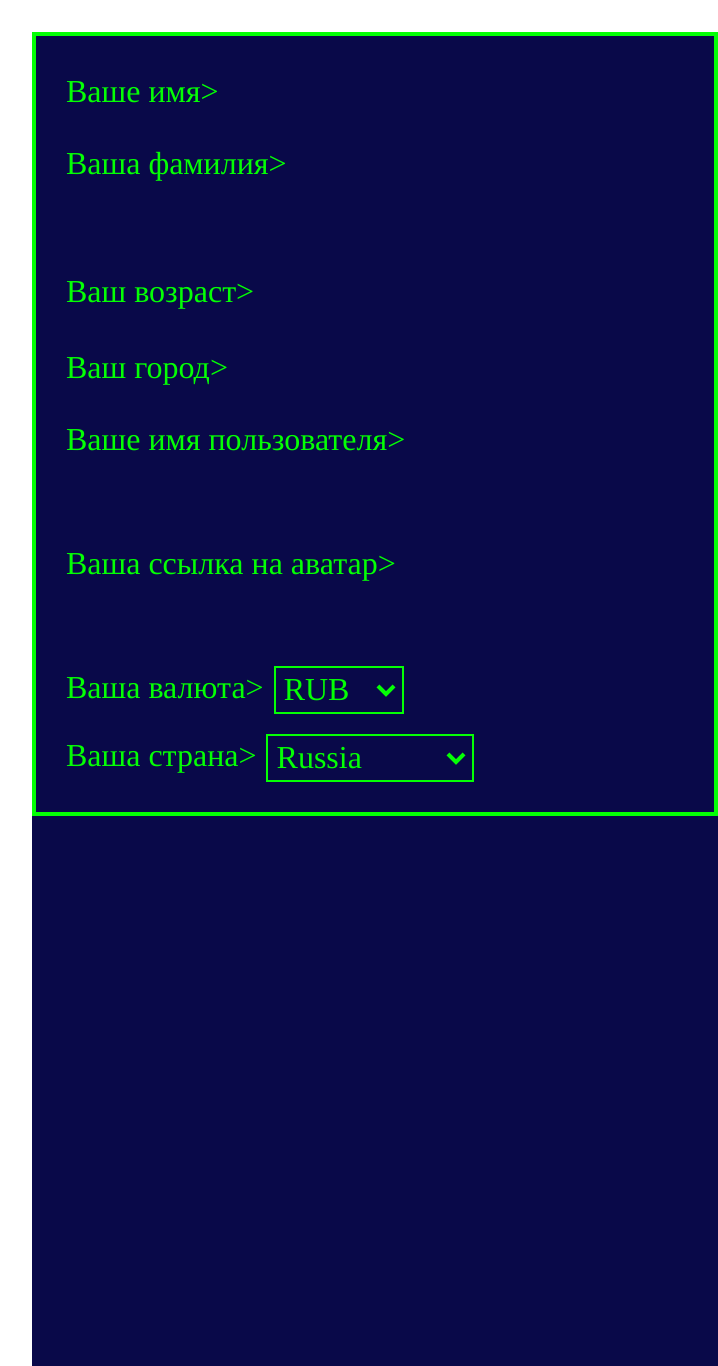 Ваше имя>
Ваша фамилия>
Ваш возраст>
Ваш город>
Ваше имя пользователя>
Ваша ссылка на аватар>
Ваша валюта> RUB
Ваша страна> Russia